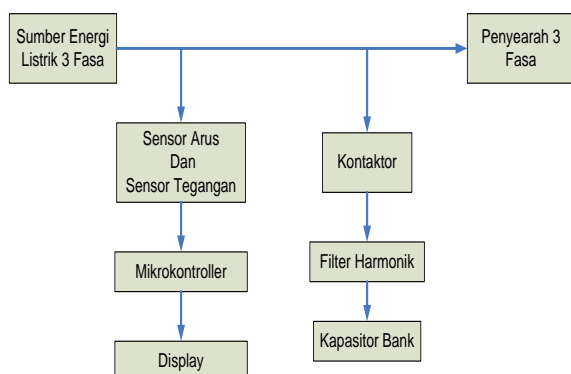 Sumber Energi
Listrik 3 Fasa
Penyearah 3
Fasa
Sensor Arus
Dan
Sensor Tegangan
Kontaktor
Mikrokontroller
Filter Harmonik
Display
Kapasitor Bank